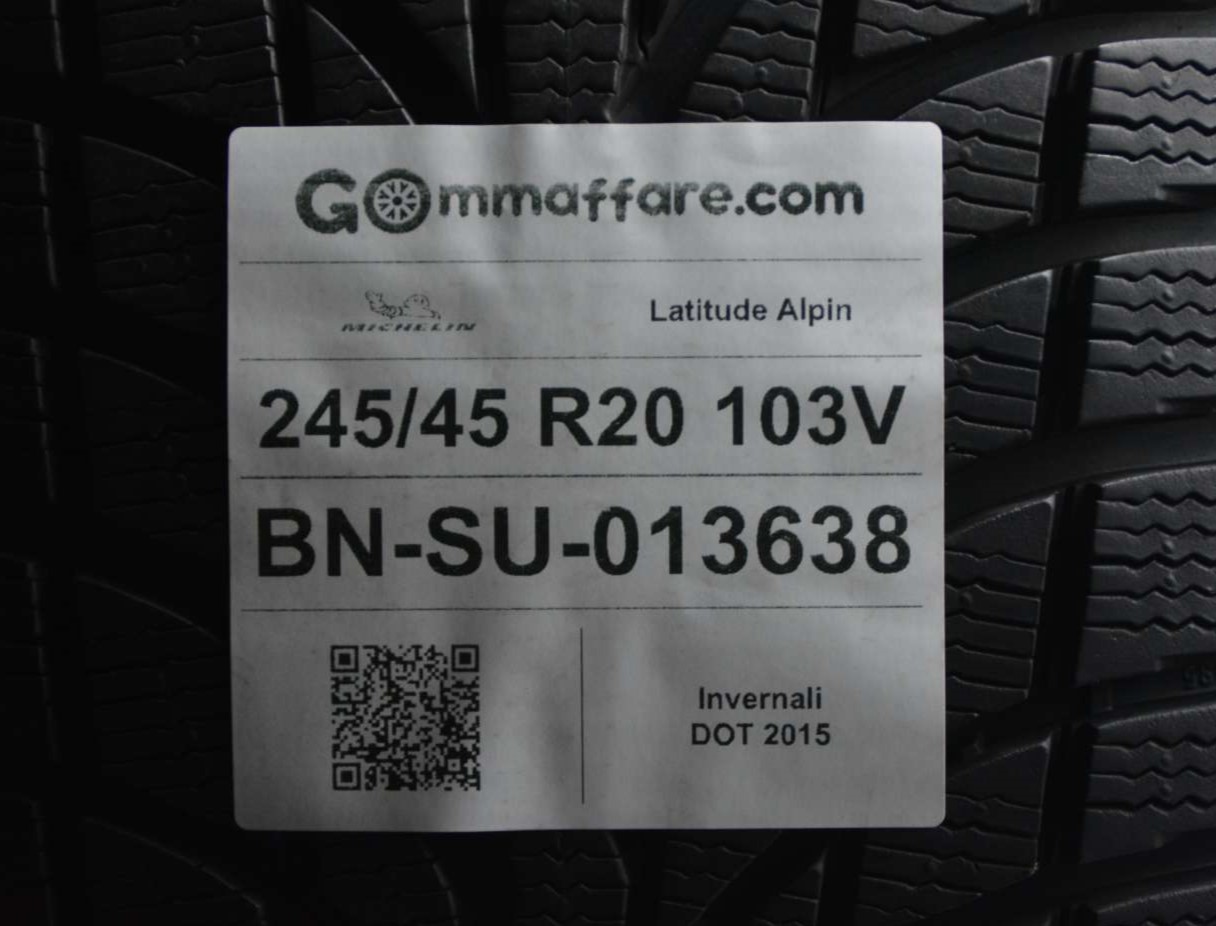 GOmmaffare.com
MICHELIN
Latitude Alpin
245/45 R20 103V
BN-SU-013638
Invernali
DOT 2015